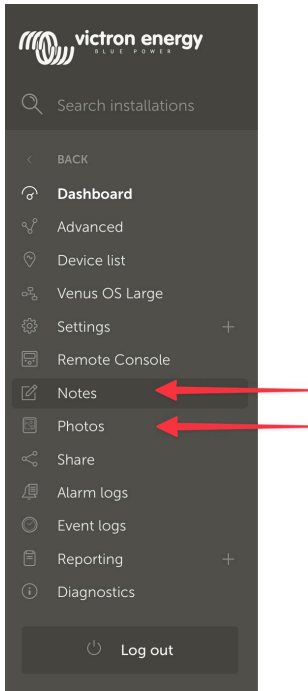 victron energy
BLUE POWER
Search installations
BACK
Dashboard
Advanced
Device list
Venus OS Large
Settings
Remote Console
Notes
Photos
Share
Alarm logs
Event logs
Reporting
Diagnostics
Log out